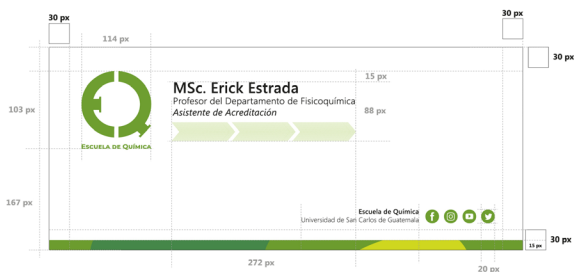 30 px
30 px
114 px
30 px
MSc. Erick Estrada
15 px
Profesor del Departamento de Fisicoquímica
103 px
88 px
Asistente de Acreditación
ESCUELA DE QUÍMICA
167 px
Escuela de Química
Universidad de San Carlos de Guatemala
30 px
15 px
272 px
20 px